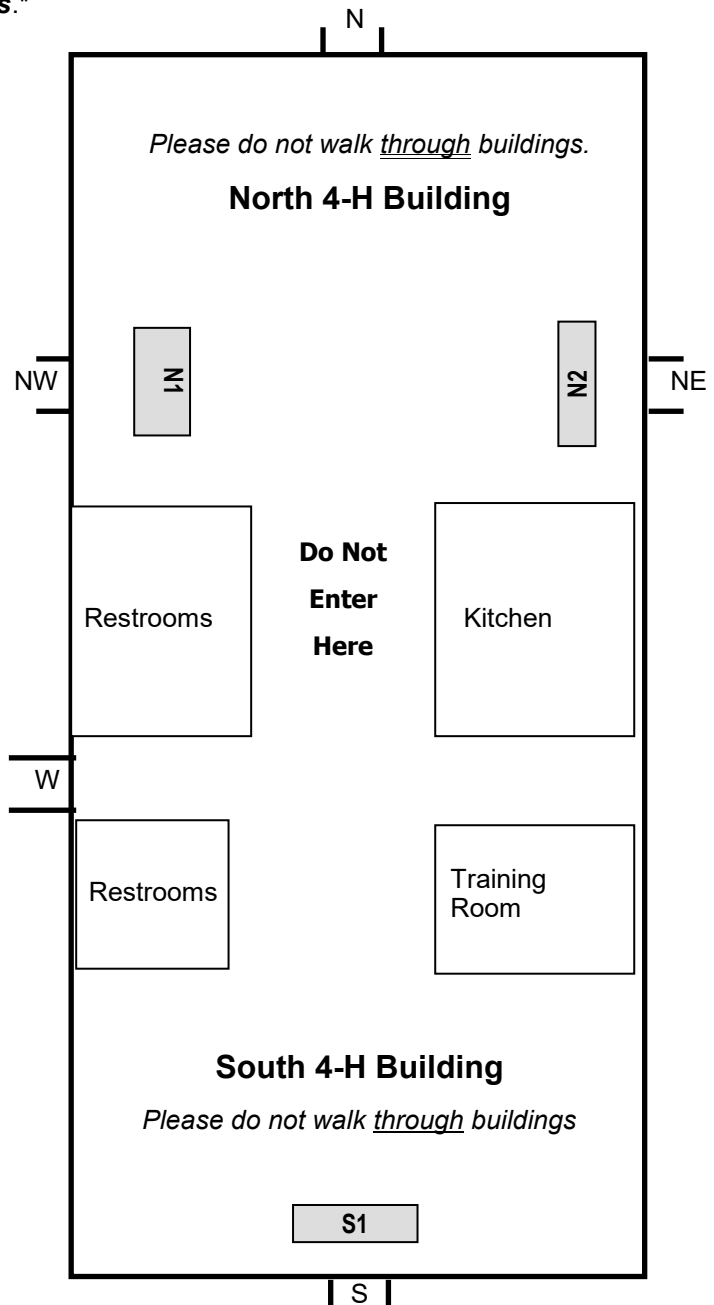 s."
N
Please do not walk through buildings.
North 4-H Building
NW
N1
N2
NE
Do Not
Enter
Here
Restrooms
Kitchen
W
Restrooms
Training
Room
South 4-H Building
Please do not walk through buildings
S1
S